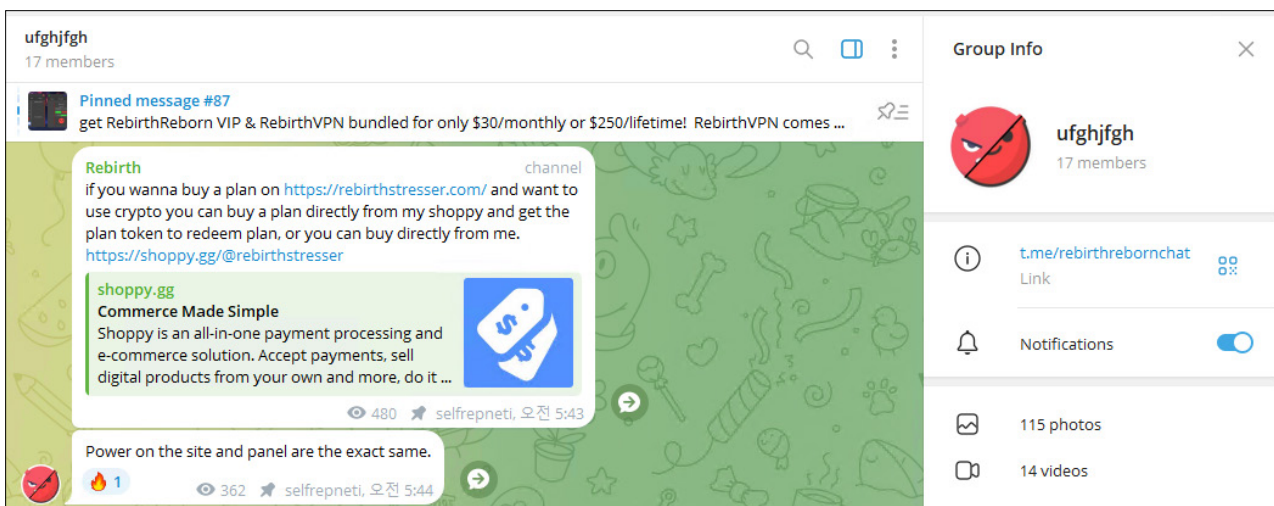 ufghjfgh
17 members
Pinned message #87
get RebirthReborn VIP & RebirthVPN bundled for only $30/monthly or $250/lifetime! RebirthVPN comes ...
Rebirth channel
if you wanna buy a plan on https://rebirthstresser.com/ and want to
use crypto you can buy a plan directly from my shoppy and get the
plan token to redeem plan, or you can buy directly from me.
https://shoppy.gg/@rebirthstresser
shoppy.gg
Commerce Made Simple
Shoppy is an all-in-one payment processing and
e-commerce solution. Accept payments, sell
digital products from your own and more, do it ...
480 selfrepneti, 오전 5:43
Power on the site and panel are the exact same.
🔥 1
362 selfrepneti, 오전 5:44
Group Info
ufghjfgh
17 members
t.me/rebirthrebornchat
Link
Notifications
115 photos
14 videos